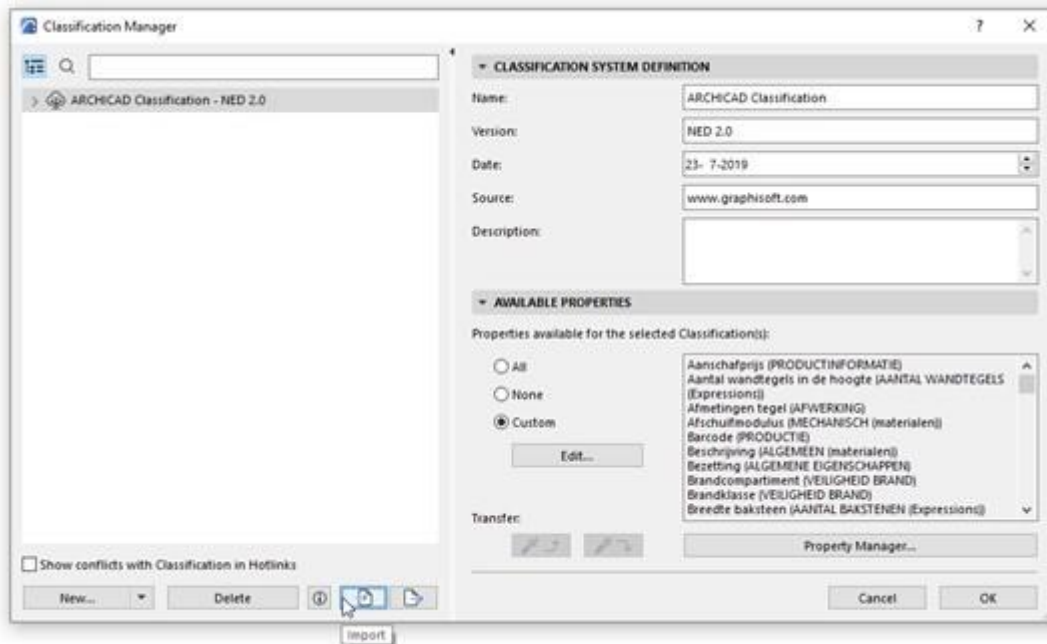 Classification Manager
?
ARCHICAD Classification - NED 2.0
Show conflicts with Classification in Hotlinks
New...
Delete
Import
CLASSIFICATION SYSTEM DEFINITION
Name:
ARCHICAD Classification
Version:
NED 2.0
Date:
23- 7-2019
Source:
www.graphisoft.com
Description:
AVAILABLE PROPERTIES
Properties available for the selected Classification(s):
All
None
Custom
Edit...
Aanschafprijs (PRODUCTINFORMATIE)
Aantal wandtegels in de hoogte (AANTAL WANDTEGELS
(Expressions))
Afmetingen tegel (AFWERKING)
Afschuifmodulus (MECHANISCH (materialen))
Barcode (PRODUCTIE)
Beschrijving (ALGEMEEN (materialen))
Bezetting (ALGEMENE EIGENSCHAPPEN)
Brandcompartiment (VEILIGHEID BRAND)
Brandklasse (VEILIGHEID BRAND)
Breedte baksteen (AANTAL BAKSTENEN (Expressions))
Transfer:
Property Manager...
Cancel
OK